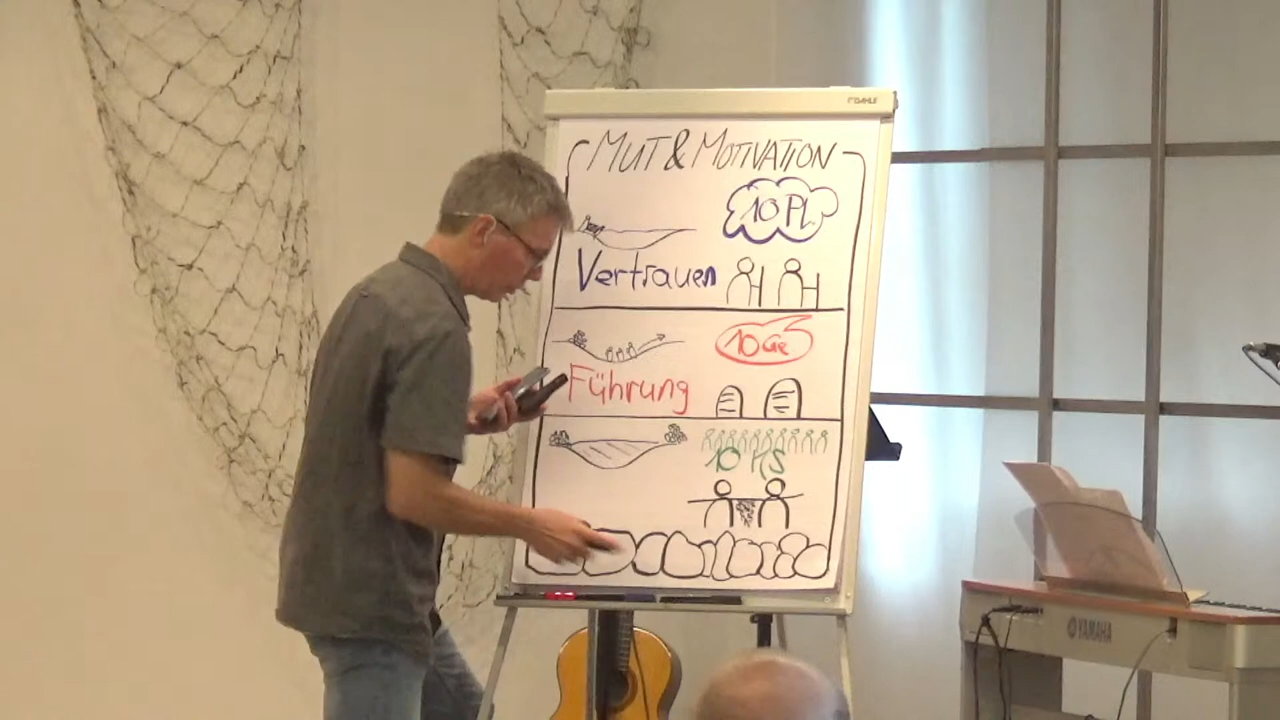 DAHLE
MUT & MOTIVATION
10 PL.
Vertrauen
10 Ge
Führung
10 KS
YAMAHA